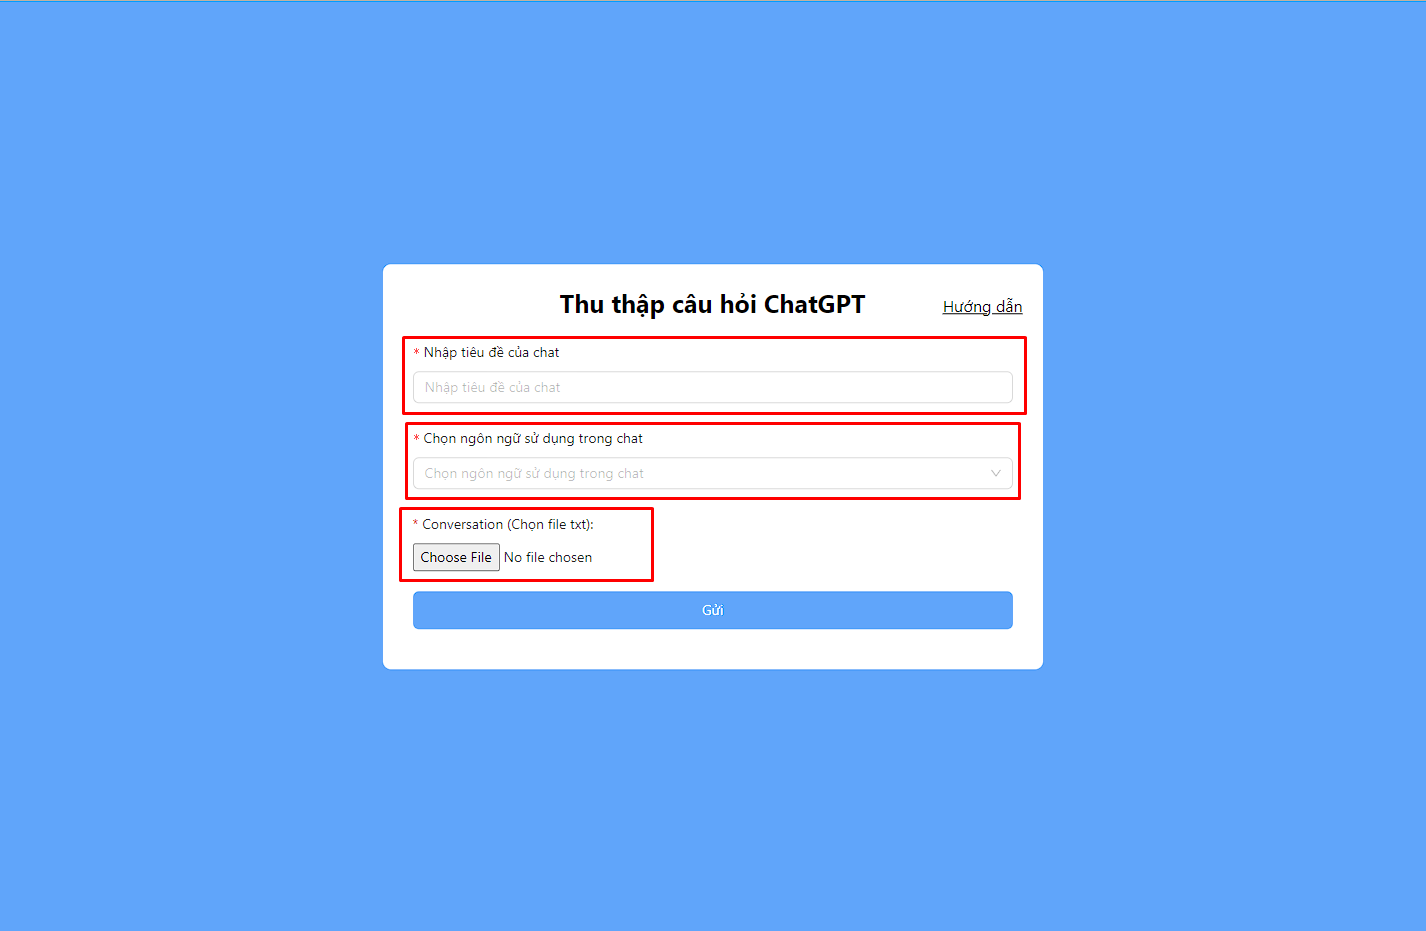 Thu thập câu hỏi ChatGPT
Hướng dẫn
* Nhập tiêu đề của chat
Nhập tiêu đề của chat
* Chọn ngôn ngữ sử dụng trong chat
Chọn ngôn ngữ sử dụng trong chat
* Conversation (Chọn file txt):
Choose File No file chosen
Gửi